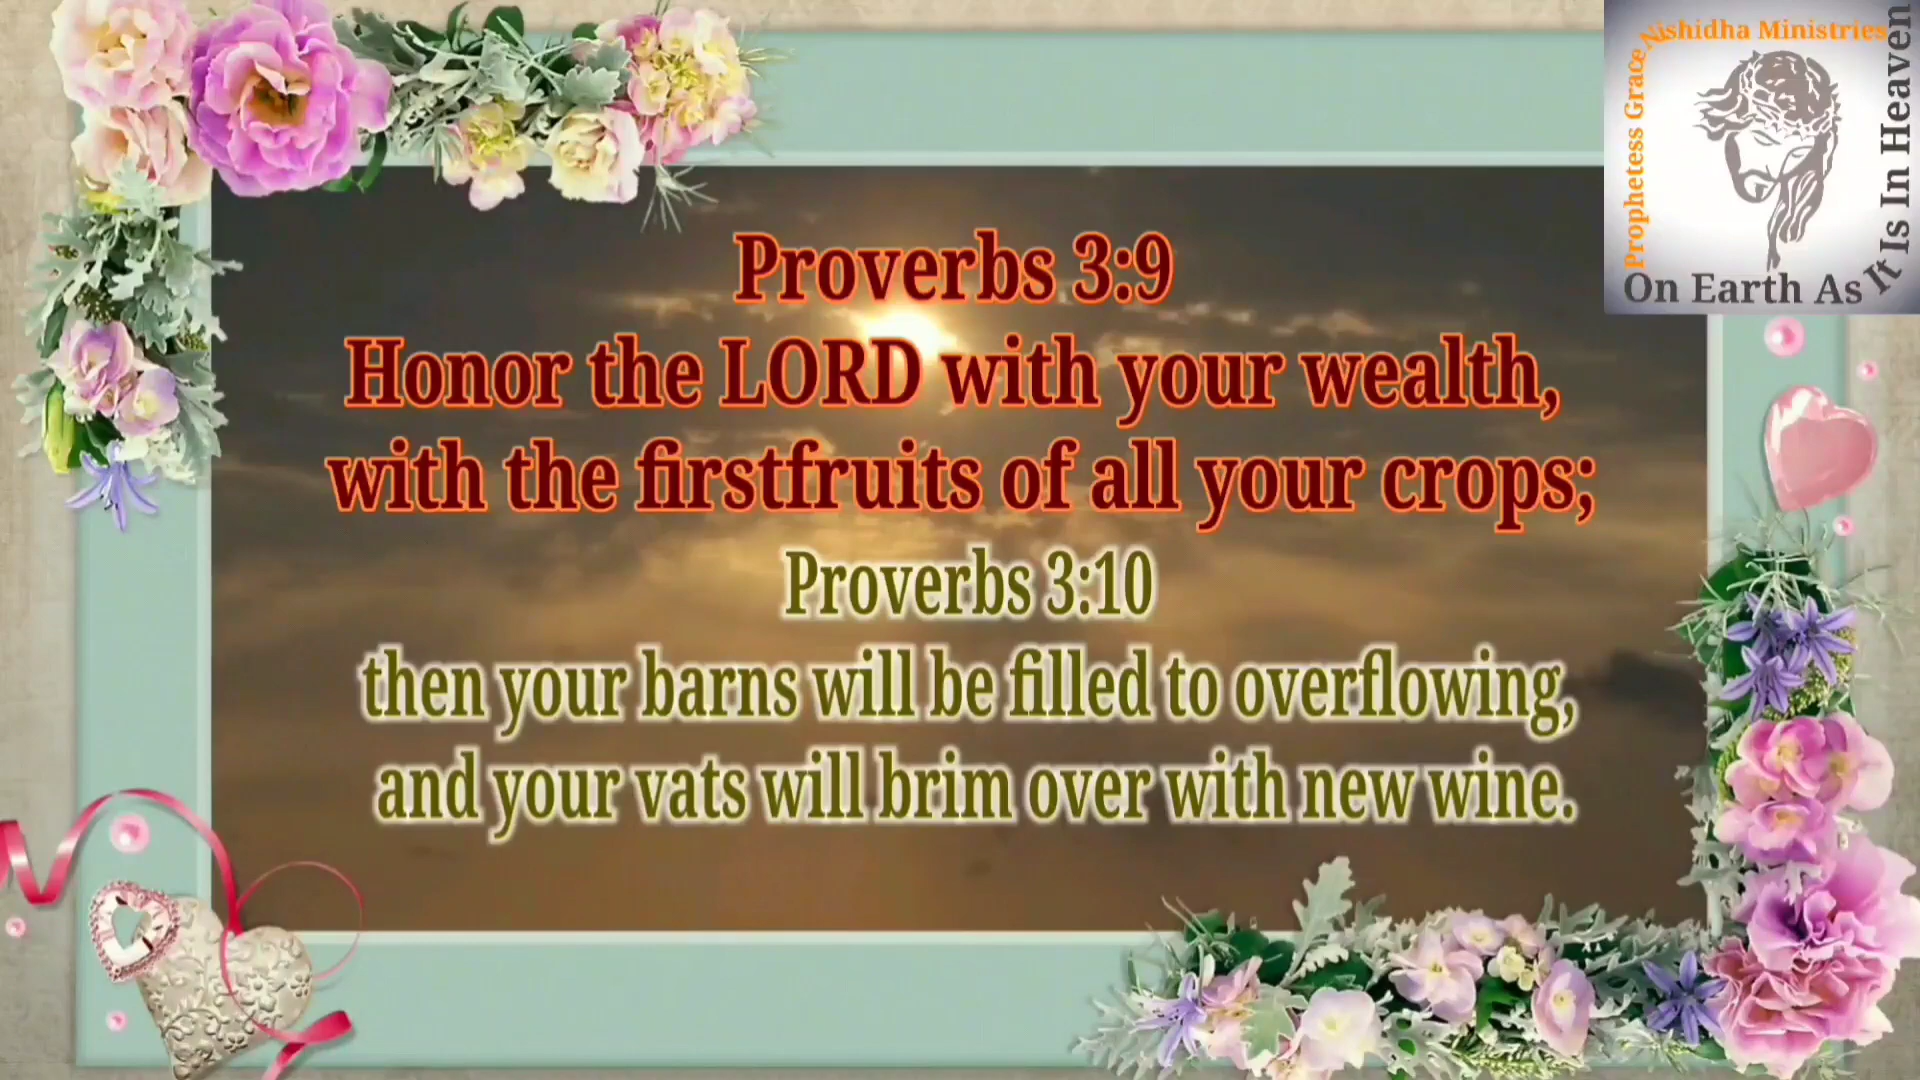 Proverbs 3:9
Honor the LORD with your wealth,
with the firstfruits of all your crops;
Proverbs 3:10
then your barns will be filled to overflowing,
and your vats will brim over with new wine.
Prophetess Grace Nishidha Ministries
On Earth As It Is In Heaven